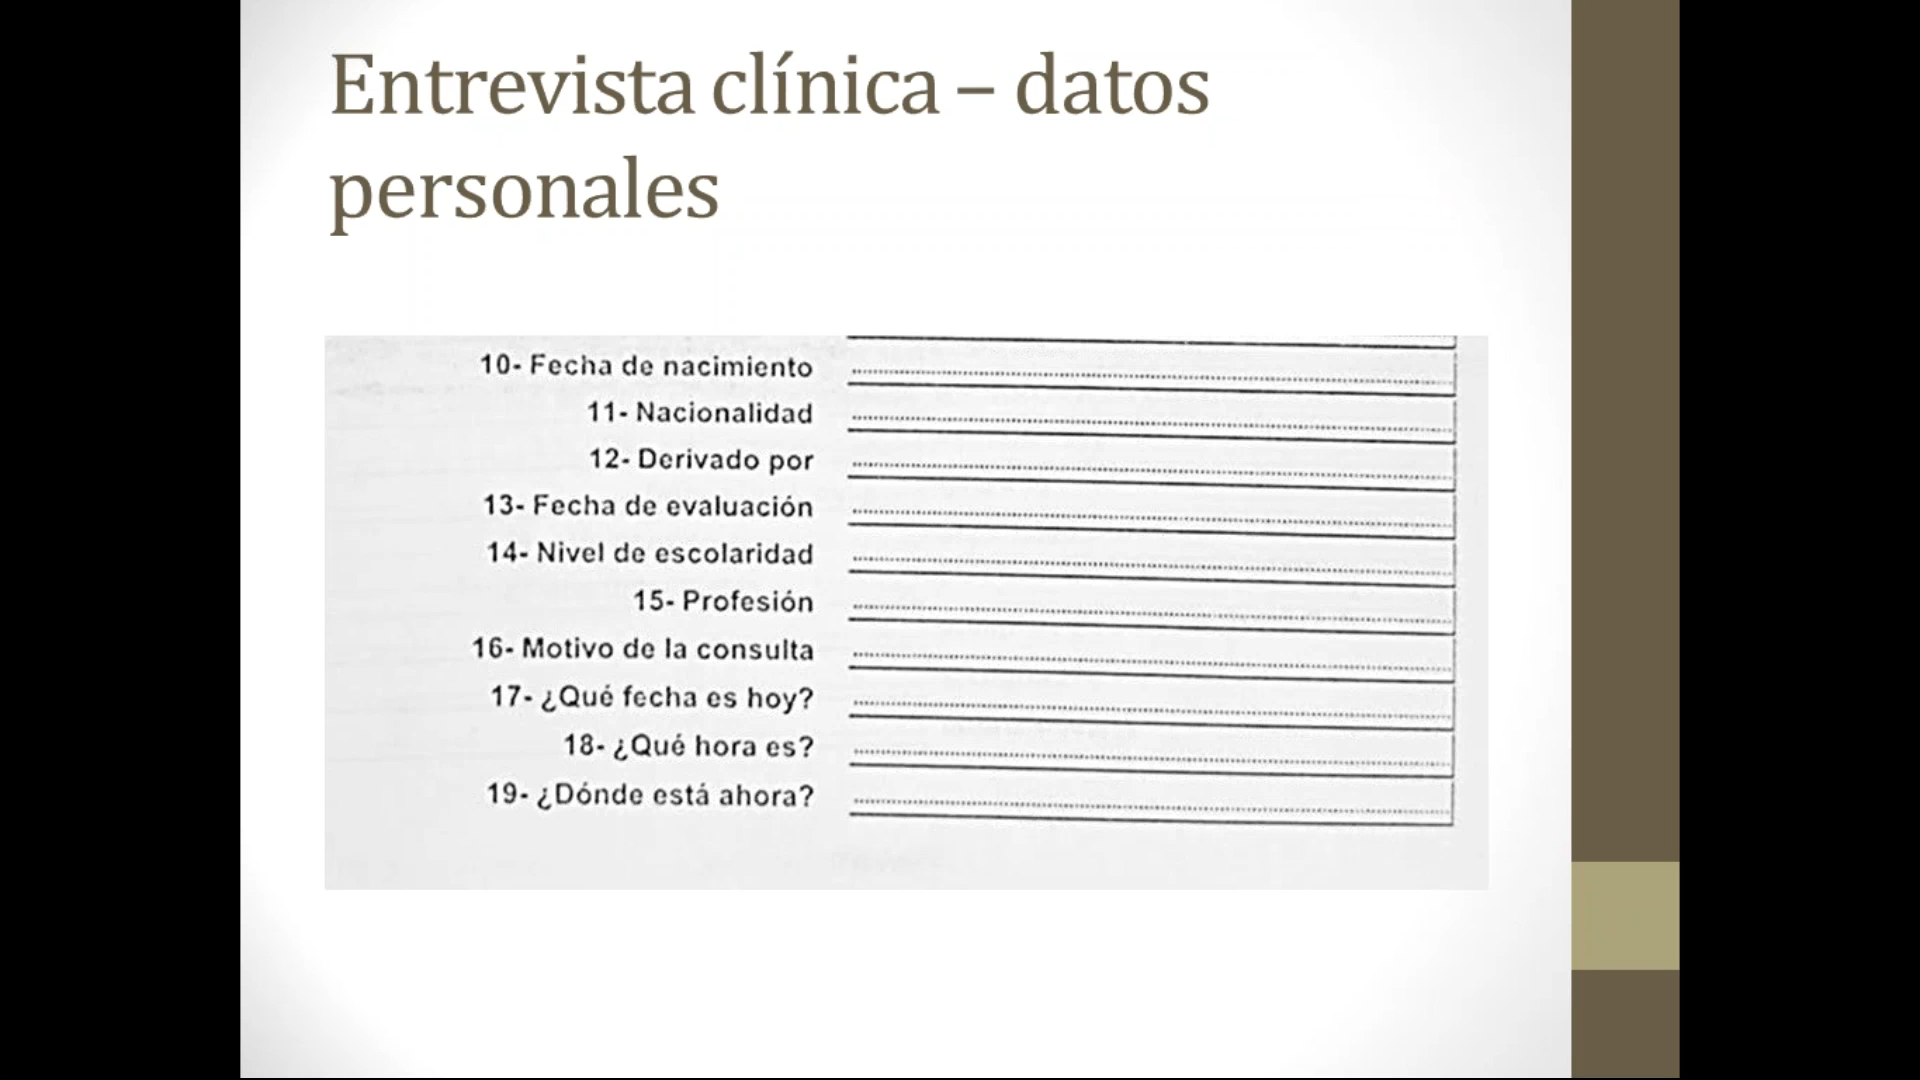 Entrevista clínica – datos
personales
10- Fecha de nacimiento
11- Nacionalidad
12- Derivado por
13- Fecha de evaluación
14- Nivel de escolaridad
15- Profesión
16- Motivo de la consulta
17- ¿Qué fecha es hoy?
18- ¿Qué hora es?
19- ¿Dónde está ahora?